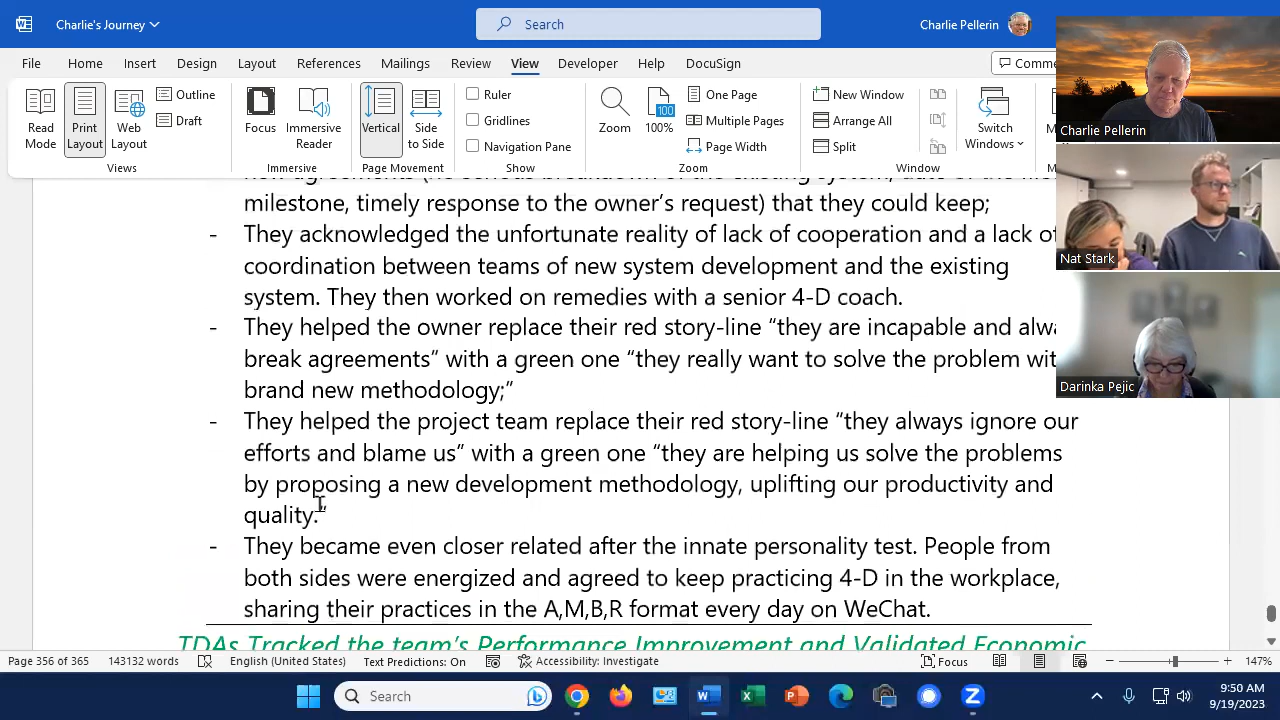 Charlie's Journey
Search
Charlie Pellerin
File Home Insert Design Layout References Mailings Review View Developer Help DocuSign Comme
Read Mode
Print Layout
Web Layout
Outline
Draft
Views
Focus
Immersive Reader
Immersive
Vertical
Side to Side
Page Movement
Ruler
Gridlines
Navigation Pane
Show
Zoom
100
100%
One Page
Multiple Pages
Page Width
Zoom
New Window
Arrange All
Split
Switch Windows
Window
Charlie Pellerin
Nat Stark
Darinka Pejic
milestone, timely response to the owner’s request) that they could keep;
- They acknowledged the unfortunate reality of lack of cooperation and a lack of
coordination between teams of new system development and the existing
system. They then worked on remedies with a senior 4-D coach.
- They helped the owner replace their red story-line “they are incapable and alwa
break agreements” with a green one “they really want to solve the problem wit
brand new methodology;”
- They helped the project team replace their red story-line “they always ignore our
efforts and blame us” with a green one “they are helping us solve the problems
by proposing a new development methodology, uplifting our productivity and
quality.“
- They became even closer related after the innate personality test. People from
both sides were energized and agreed to keep practicing 4-D in the workplace,
sharing their practices in the A,M,B,R format every day on WeChat.
TDAs Tracked the team’s Performance Improvement and Validated Economic
Page 356 of 365 143132 words English (United States) Text Predictions: On Accessibility: Investigate Focus 147%
Search
9:50 AM
9/19/2023